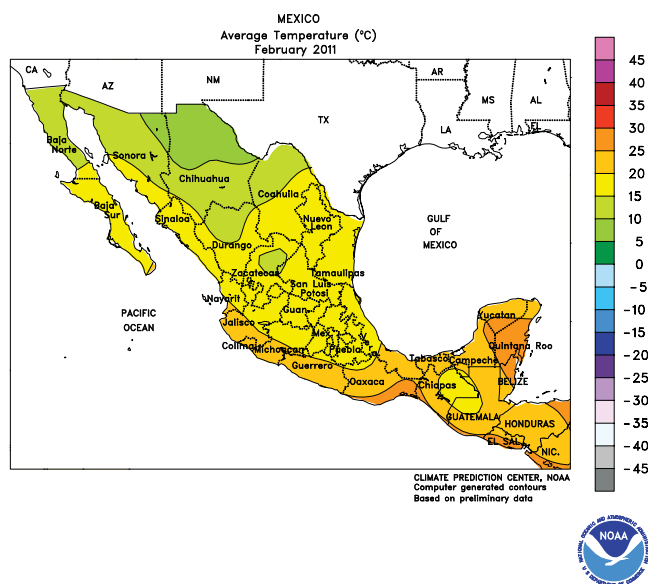 MEXICO
Average Temperature (°C)
February 2011
CA
AZ
NM
TX
AR
MS
AL
LA
FL
Baja
Norte
Sonora
Chihuahua
Coahuila
Baja
Sur
Sinaloa
Nuevo
Leon
Durango
Zacatecas
Tamaulipas
San Luis
Potosi
Nayarit
Guan
Jalisco
Mex
Ve
Colima
Michoacan
Puebla
Guerrero
Oaxaca
Tabasco
Campeche
Chiapas
Yucatan
Quintana Roo
BELIZE
GUATEMALA
HONDURAS
EL SAL
NIC.
GULF
OF
MEXICO
PACIFIC
OCEAN
45
40
35
30
25
20
15
10
5
0
-5
-10
-15
-20
-25
-30
-35
-40
-45
CLIMATE PREDICTION CENTER, NOAA
Computer generated contours
Based on preliminary data
NOAA